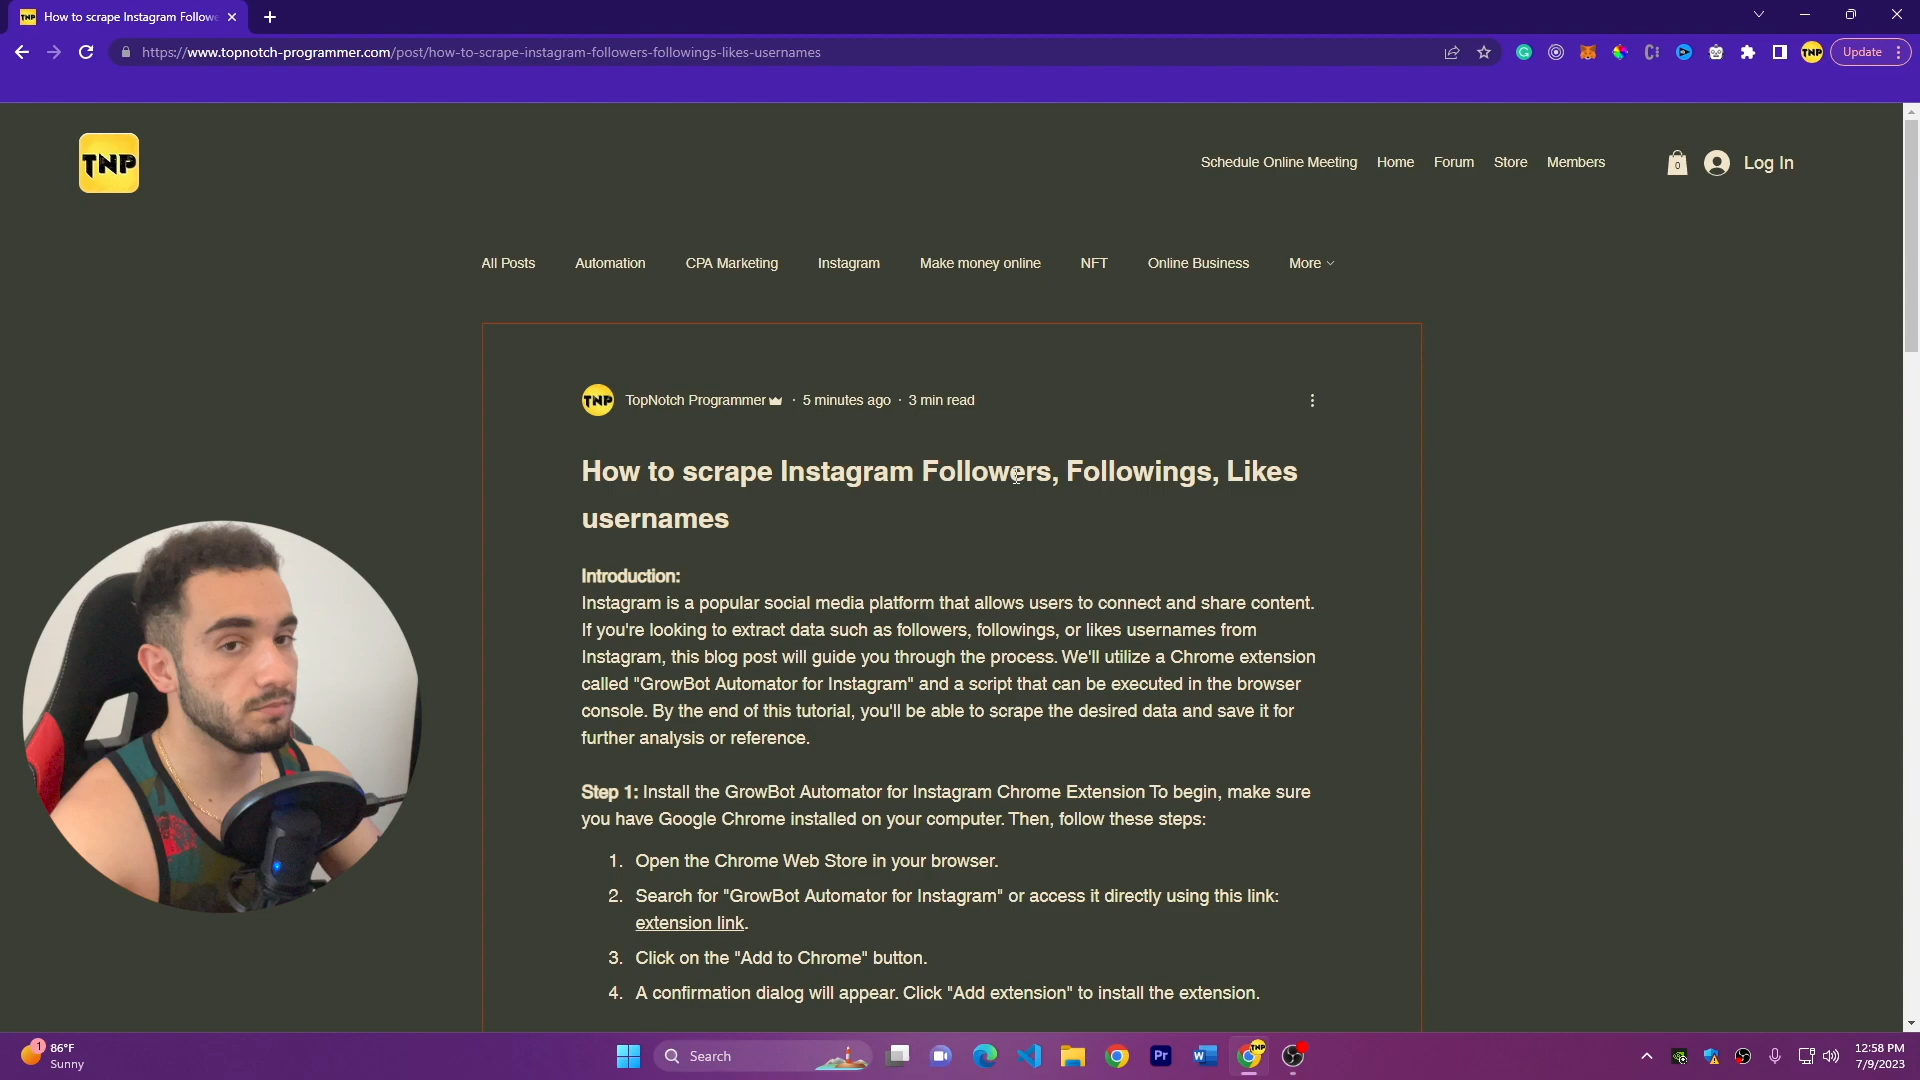 TNP How to scrape Instagram Followe
https://www.topnotch-programmer.com/post/how-to-scrape-instagram-followers-followings-likes-usernames
TNP
Update
TNP
Schedule Online Meeting
Home
Forum
Store
Members
0
Log In
All Posts
Automation
CPA Marketing
Instagram
Make money online
NFT
Online Business
More
TNP
TopNotch Programmer · 5 minutes ago · 3 min read
How to scrape Instagram Followers, Followings, Likes
usernames
Introduction:
Instagram is a popular social media platform that allows users to connect and share content.
If you're looking to extract data such as followers, followings, or likes usernames from
Instagram, this blog post will guide you through the process. We'll utilize a Chrome extension
called "GrowBot Automator for Instagram" and a script that can be executed in the browser
console. By the end of this tutorial, you'll be able to scrape the desired data and save it for
further analysis or reference.
Step 1: Install the GrowBot Automator for Instagram Chrome Extension To begin, make sure
you have Google Chrome installed on your computer. Then, follow these steps:
1. Open the Chrome Web Store in your browser.
2. Search for "GrowBot Automator for Instagram" or access it directly using this link:
extension link.
3. Click on the "Add to Chrome" button.
4. A confirmation dialog will appear. Click "Add extension" to install the extension.
1
86°F
Sunny
Search
Pr
W
TNP
12:58 PM
7/9/2023